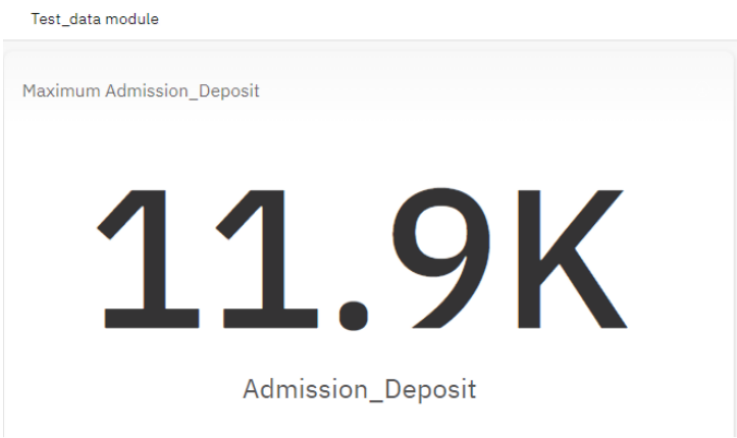 Test_data module
Maximum Admission_Deposit
11.9K
Admission_Deposit